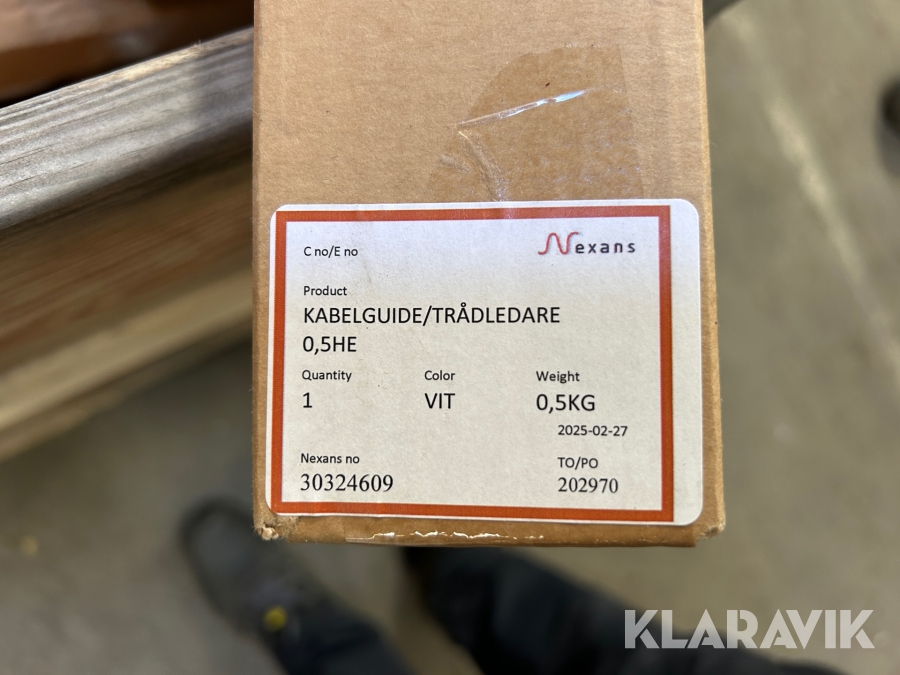 C no/E no
Nexans
Product
KABELGUIDE/TRÅDLEDARE
0,5HE
Quantity Color Weight
1 VIT 0,5KG
2025-02-27
Nexans no TO/PO
30324609 202970
KLARAVIK